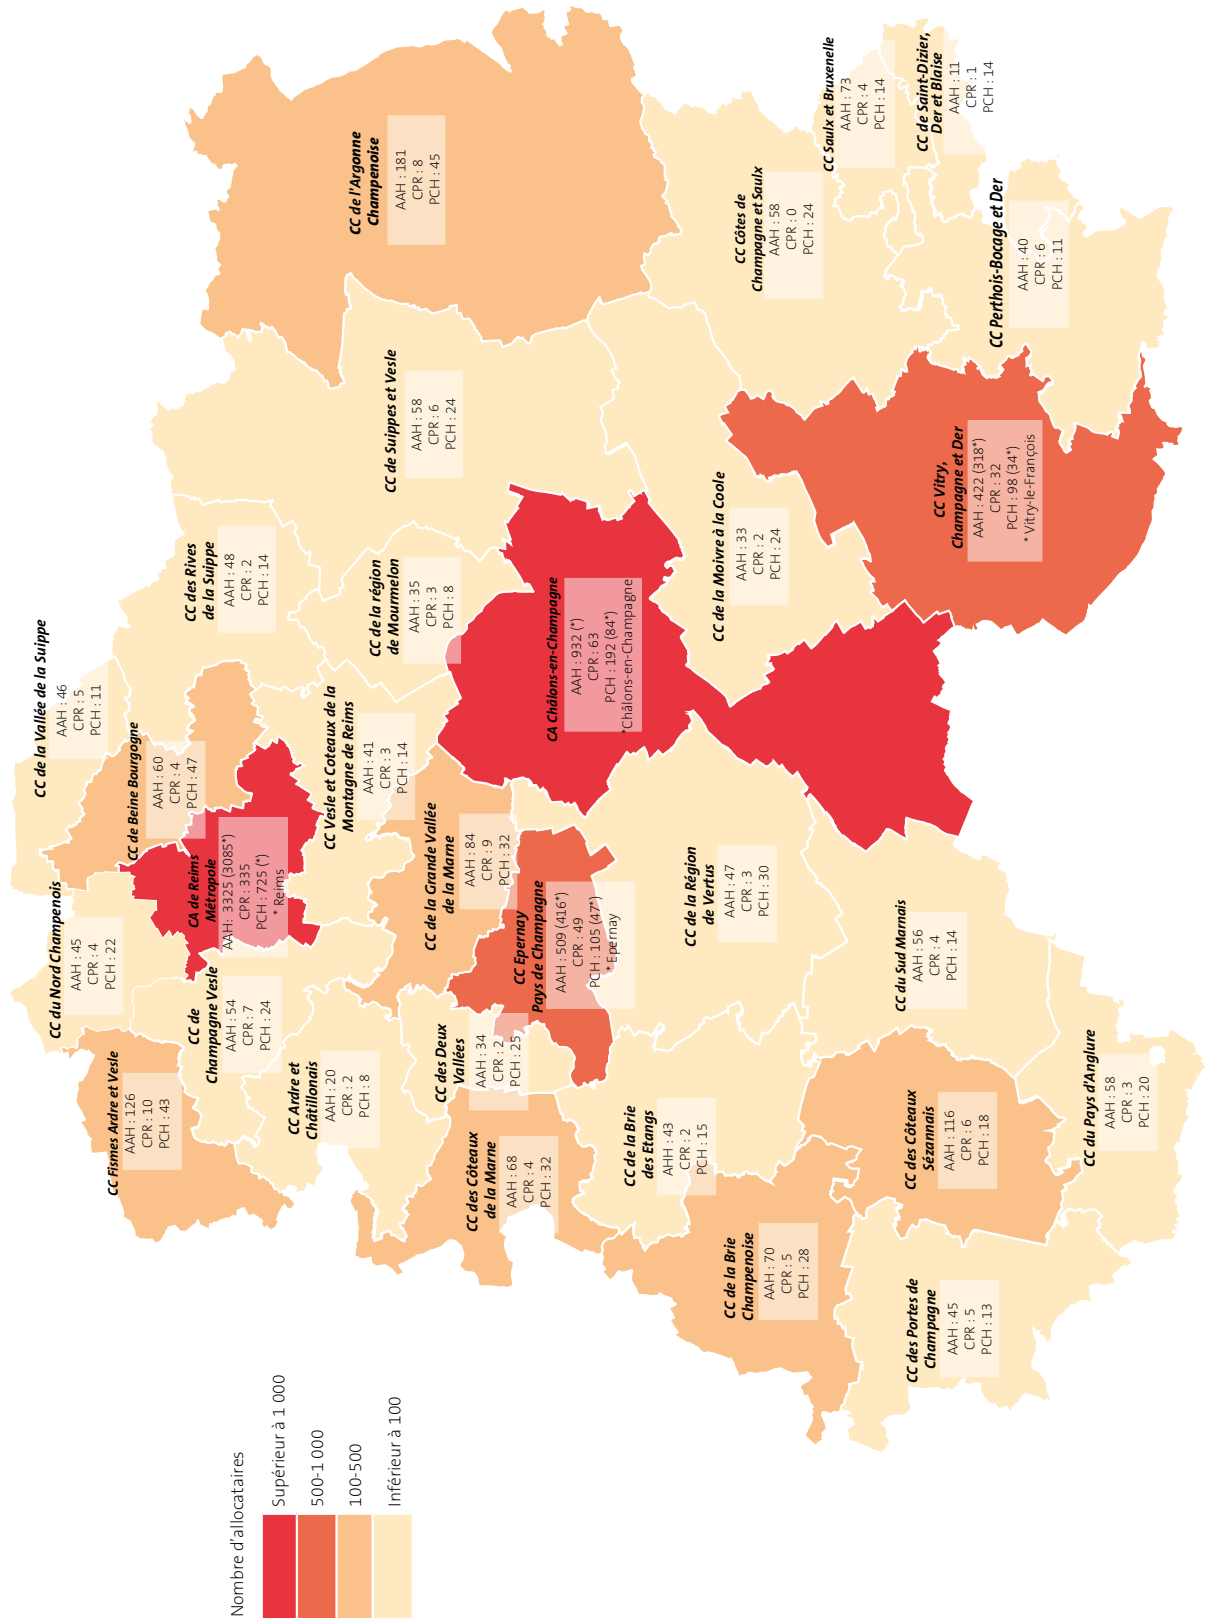 Nombre d'allocataires
Supérieur à 1 000
500-1 000
100-500
Inférieur à 100
CC Fismes Ardre et Vesle
AAH : 126
CPR : 10
PCH : 43
CC du Nord Champenois
AAH : 45
CPR : 4
PCH : 22
CC de la Vallée de la Suippe
AAH : 46
CPR : 5
PCH : 11
CC de Beine Bourgogne
AAH : 60
CPR : 4
PCH : 47
CA de Reims
Métropole
AAH : 3325 (3085*)
CPR : 335
PCH : 725 (*)
* Reims
CC de
Champagne Vesle
AAH : 54
CPR : 7
PCH : 24
CC des Rives
de la Suippe
AAH : 48
CPR : 2
PCH : 14
CC Ardre et
Châtillonais
AAH : 20
CPR : 2
PCH : 8
CC Vesle et Coteaux de la
Montagne de Reims
AAH : 41
CPR : 3
PCH : 14
CC de la région
de Mourmelon
AAH : 35
CPR : 3
PCH : 8
CC de Suippes et Vesle
AAH : 58
CPR : 6
PCH : 24
CC de l'Argonne
Champenoise
AAH : 181
CPR : 8
PCH : 45
CC des Deux
Vallées
AAH : 34
CPR : 2
PCH : 25
CC de la Grande Vallée
de la Marne
AAH : 84
CPR : 9
PCH : 32
CC des Côteaux
de la Marne
AAH : 68
CPR : 4
PCH : 32
CC Epernay
Pays de Champagne
AAH : 509 (416*)
CPR : 49
PCH : 105 (47*)
* Epernay
CA Châlons-en-Champagne
AAH : 932 (*)
CPR : 63
PCH : 192 (84*)
*Châlons-en-Champagne
CC de la Brie
des Etangs
AHH : 43
CPR : 2
PCH : 15
CC de la Région
de Vertus
AAH : 47
CPR : 3
PCH : 30
CC de la Moivre à la Coole
AAH : 33
CPR : 2
PCH : 24
CC Côtes de
Champagne et Saulx
AAH : 58
CPR : 0
PCH : 24
CC de la Brie
Champenoise
AAH : 70
CPR : 5
PCH : 28
CC Saulx et Bruxenelle
AAH : 73
CPR : 4
PCH : 14
CC de Saint-Dizier,
Der et Blaise
AAH : 11
CPR : 1
PCH : 14
CC des Portes de
Champagne
AAH : 45
CPR : 5
PCH : 13
CC des Côteaux
Sézannais
AAH : 116
CPR : 6
PCH : 18
CC du Sud Marnais
AAH : 56
CPR : 4
PCH : 14
CC Vitry,
Champagne et Der
AAH : 422 (318*)
CPR : 32
PCH : 98 (34*)
* Vitry-le-François
CC Perthois-Bocage et Der
AAH : 40
CPR : 6
PCH : 11
CC du Pays d'Anglure
AAH : 58
CPR : 3
PCH : 20